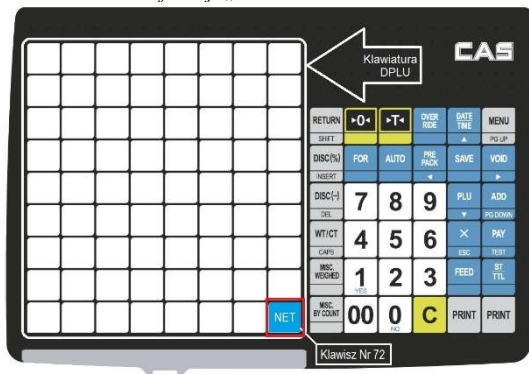 CAS
Klawiatura
DPLU
RETURN
SHIFT
▸0◂
▸T◂
OVER
RIDE
DATE
TIME
▲
MENU
PG UP
DISC(%)
INSERT
FOR
AUTO
PRE
PACK
◀
SAVE
VOID
▶
DISC(–)
DEL
7
8
9
PLU
▼
ADD
PG DOWN
WT/CT
CAPS
4
5
6
×
ESC
PAY
TEST
MISC.
WEIGHED
1
YES
2
3
FEED
ST
TTL
NET
MISC.
BY COUNT
00
0
NO
C
PRINT
PRINT
Klawisz Nr 72